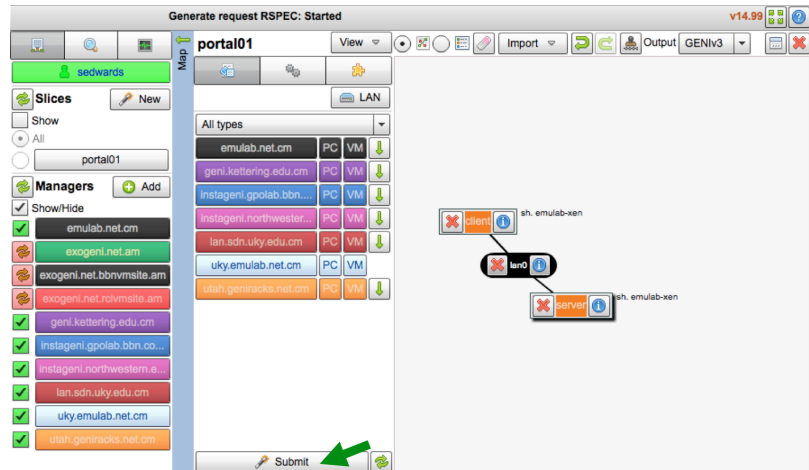 Generate request RSPEC: Started
v14.99
Map
portal01
View
Import
Output
GENIv3
sedwards
LAN
Slices
New
Show
All
portal01
Managers
Add
Show/Hide
emulab.net.cm
exogeni.net.am
exogeni.net.bbnvmsite.am
exogeni.net.rcivmsite.am
geni.kettering.edu.cm
instageni.gpolab.bbn.co...
instageni.northwestern.e...
lan.sdn.uky.edu.cm
uky.emulab.net.cm
utah.geniracks.net.cm
All types
emulab.net.cm PC VM
geni.kettering.edu.cm PC VM
instageni.gpolab.bbn.... PC VM
instageni.northwester... PC VM
lan.sdn.uky.edu.cm PC VM
uky.emulab.net.cm PC VM
utah.geniracks.net.cm PC VM
Submit
client
sh. emulab-xen
lan0
server
sh. emulab-xen